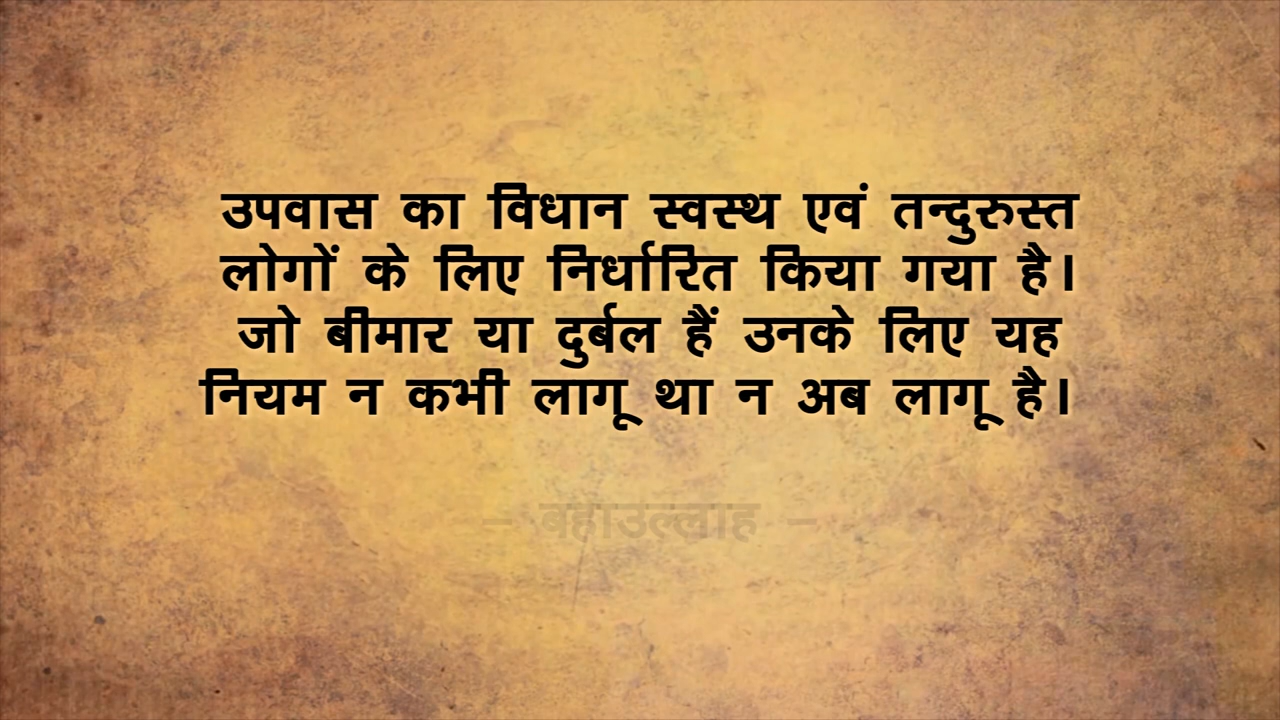 उपवास का विधान स्वस्थ एवं तन्दुरुस्त
लोगों के लिए निर्धारित किया गया है।
जो बीमार या दुर्बल हैं उनके लिए यह
नियम न कभी लागू था न अब लागू है।
– बहाउल्लाह –